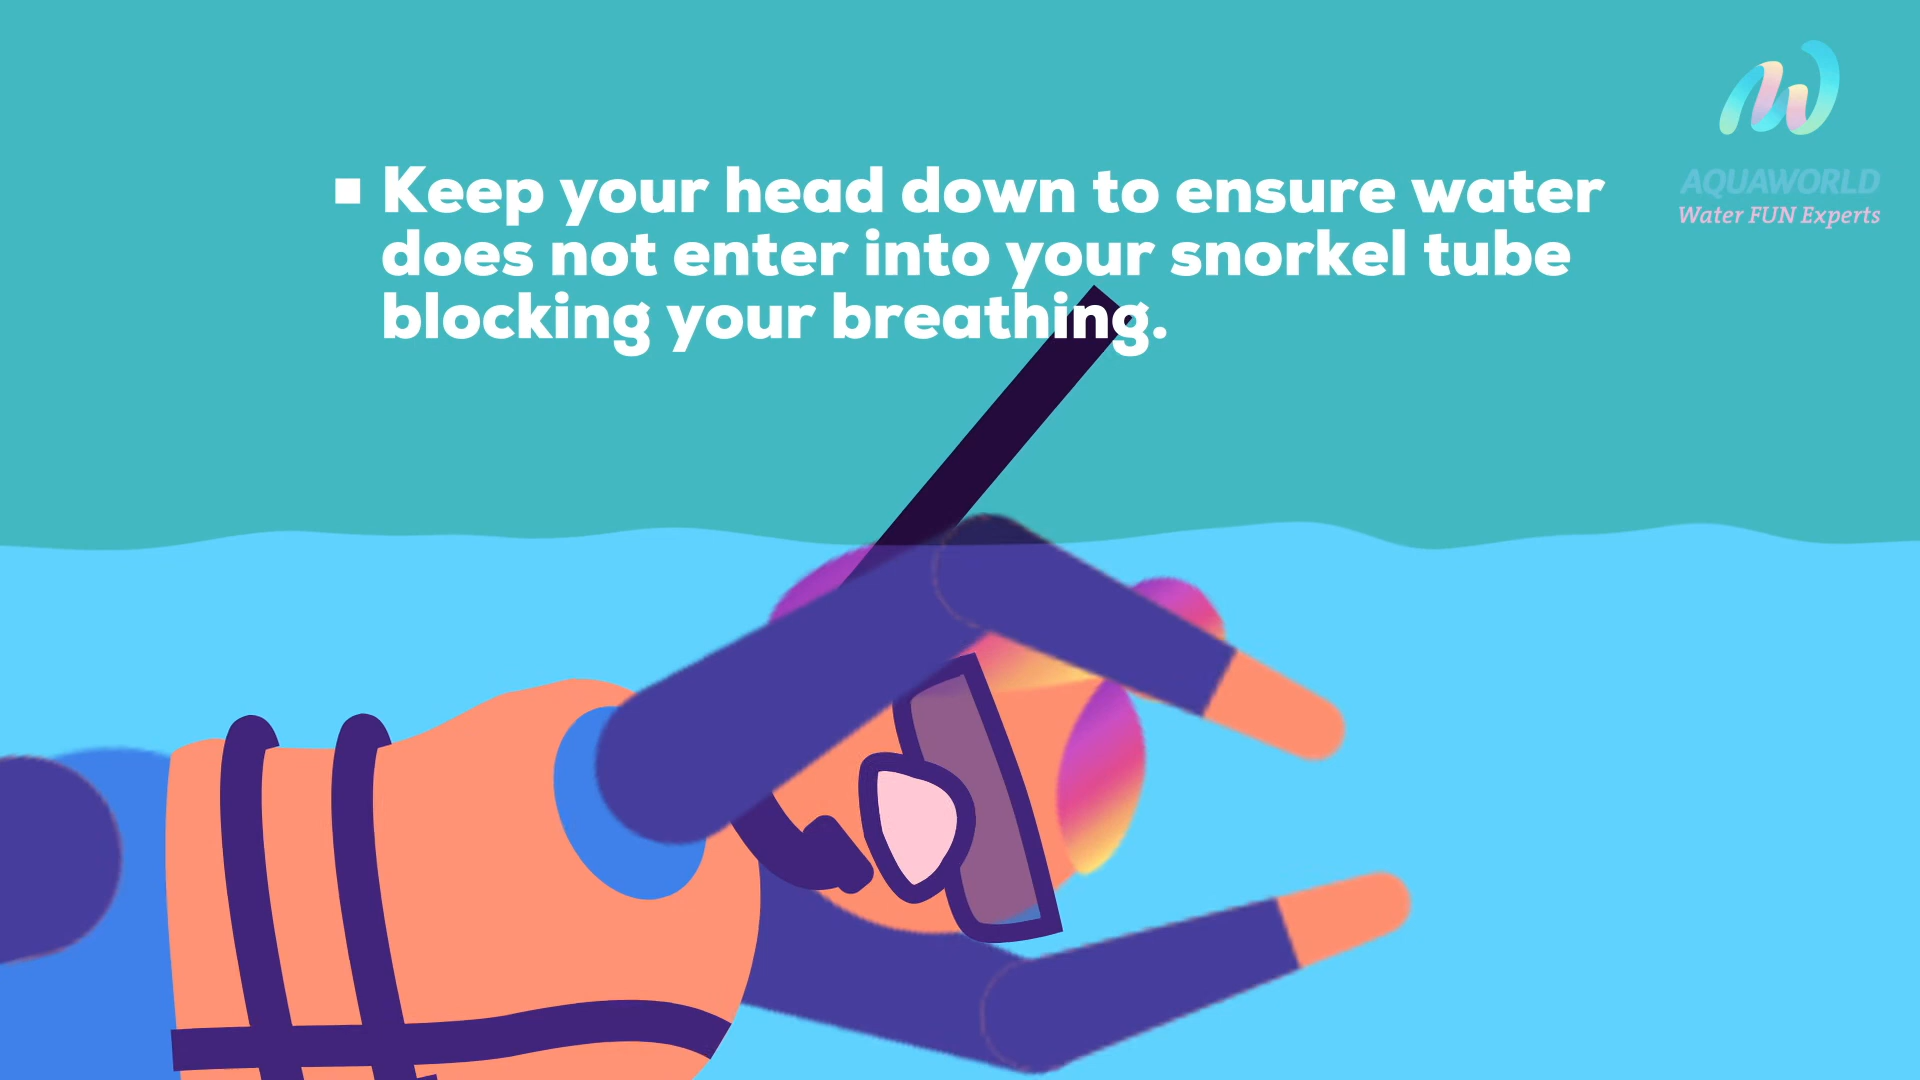 ▪ Keep your head down to ensure water
does not enter into your snorkel tube
blocking your breathing.
AQUAWORLD
Water FUN Experts